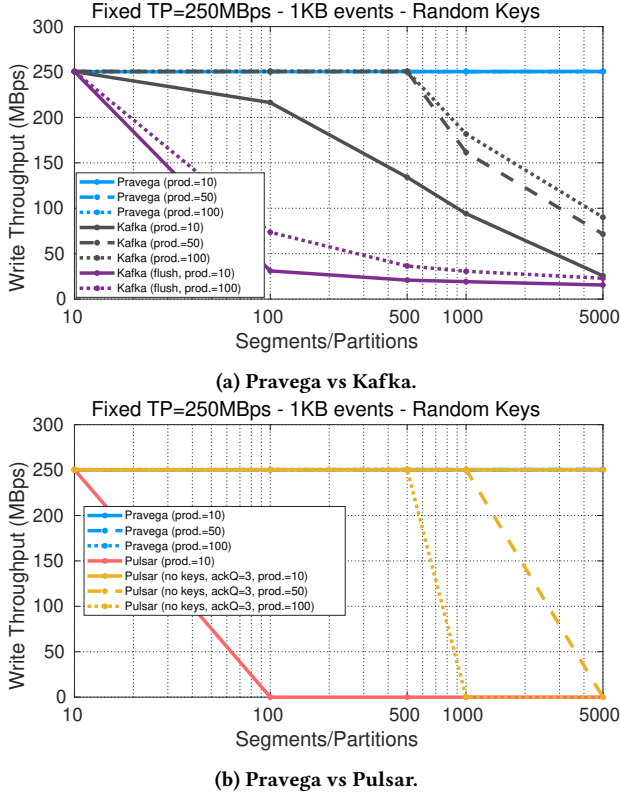 Fixed TP=250MBps - 1KB events - Random Keys
300
250
200
150
100
50
0
Write Throughput (MBps)
Pravega (prod.=10)
Pravega (prod.=50)
Pravega (prod.=100)
Kafka (prod.=10)
Kafka (prod.=50)
Kafka (prod.=100)
Kafka (flush, prod.=10)
Kafka (flush, prod.=100)
10 100 500 1000 5000
Segments/Partitions
(a) Pravega vs Kafka.
Fixed TP=250MBps - 1KB events - Random Keys
300
250
200
150
100
50
0
Write Throughput (MBps)
Pravega (prod.=10)
Pravega (prod.=50)
Pravega (prod.=100)
Pulsar (prod.=10)
Pulsar (no keys, ackQ=3, prod.=10)
Pulsar (no keys, ackQ=3, prod.=50)
Pulsar (no keys, ackQ=3, prod.=100)
10 100 500 1000 5000
Segments/Partitions
(b) Pravega vs Pulsar.